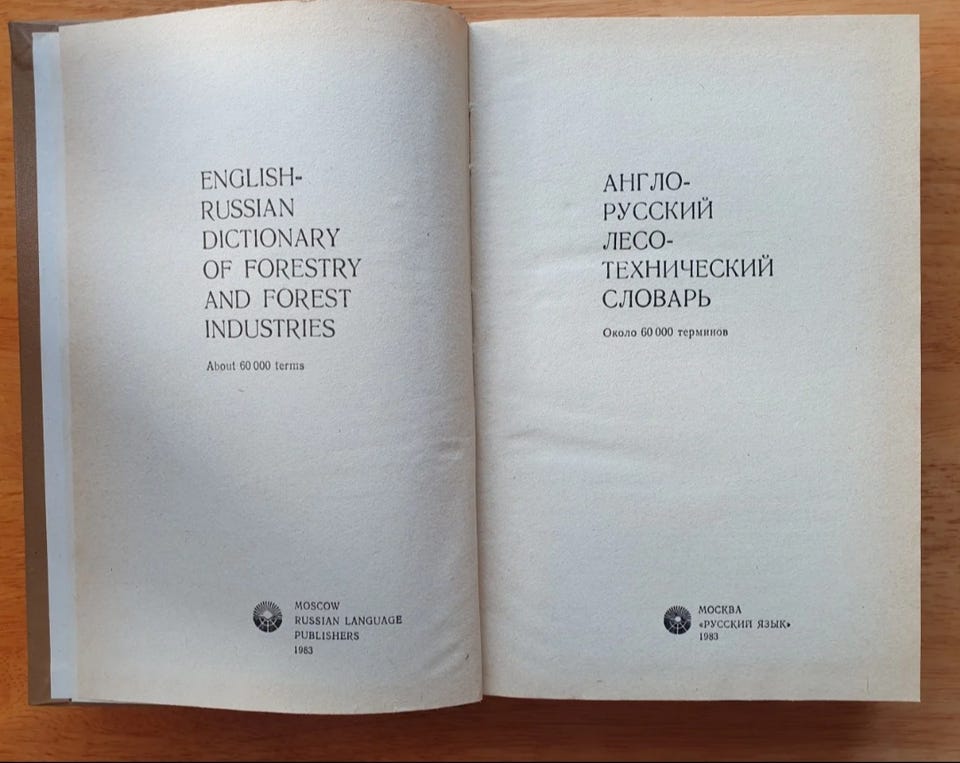 ENGLISH-
RUSSIAN
DICTIONARY
OF FORESTRY
AND FOREST
INDUSTRIES
About 60 000 terms
MOSCOW
RUSSIAN LANGUAGE
PUBLISHERS
1983
АНГЛО-
РУССКИЙ
ЛЕСО-
ТЕХНИЧЕСКИЙ
СЛОВАРЬ
Около 60 000 терминов
МОСКВА
«РУССКИЙ ЯЗЫК»
1983